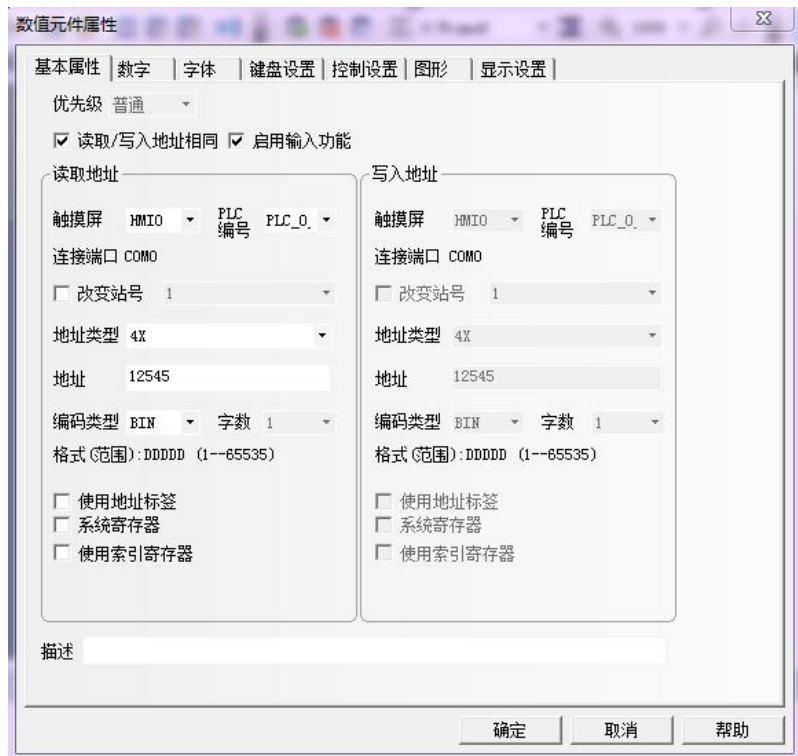 数值元件属性
基本属性 数字 字体 键盘设置 控制设置 图形 显示设置
优先级 普通
读取/写入地址相同 启用输入功能
读取地址
触摸屏 HMI0 PLC编号 PLC_0.
连接端口 COM0
改变站号 1
地址类型 4X
地址 12545
编码类型 BIN 字数 1
格式(范围):DDDDD (1--65535)
使用地址标签
系统寄存器
使用索引寄存器
写入地址
触摸屏 HMI0 PLC编号 PLC_0.
连接端口 COM0
改变站号 1
地址类型 4X
地址 12545
编码类型 BIN 字数 1
格式(范围):DDDDD (1--65535)
使用地址标签
系统寄存器
使用索引寄存器
描述
确定 取消 帮助